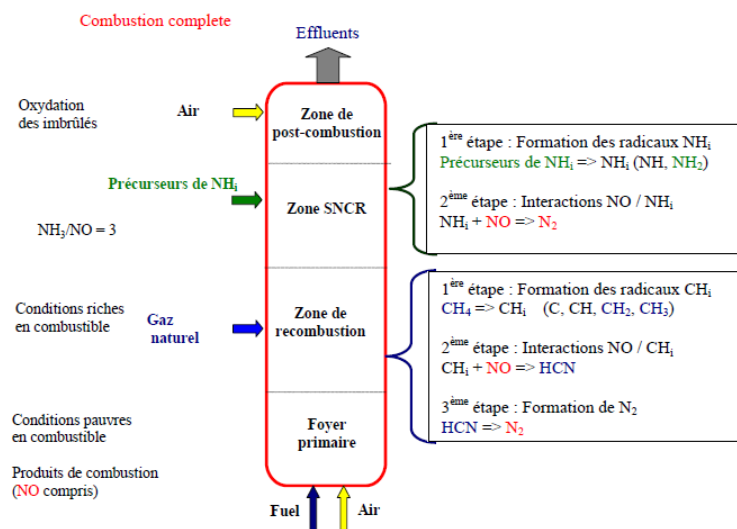 Combustion complete
Effluents
Oxydation
des imbrûlés
Air
Zone de
post-combustion
1ère étape : Formation des radicaux NHi
Précurseurs de NHi => NHi (NH, NH2)
2ème étape : Interactions NO / NHi
NHi + NO => N2
Précurseurs de NHi
Zone SNCR
NH3/NO = 3
1ère étape : Formation des radicaux CHi
CH4 => CHi (C, CH, CH2, CH3)
2ème étape : Interactions NO / CHi
CHi + NO => HCN
3ème étape : Formation de N2
HCN => N2
Conditions riches
en combustible
Gaz
naturel
Zone de
recombustion
Conditions pauvres
en combustible
Foyer
primaire
Produits de combustion
(NO compris)
Fuel
Air